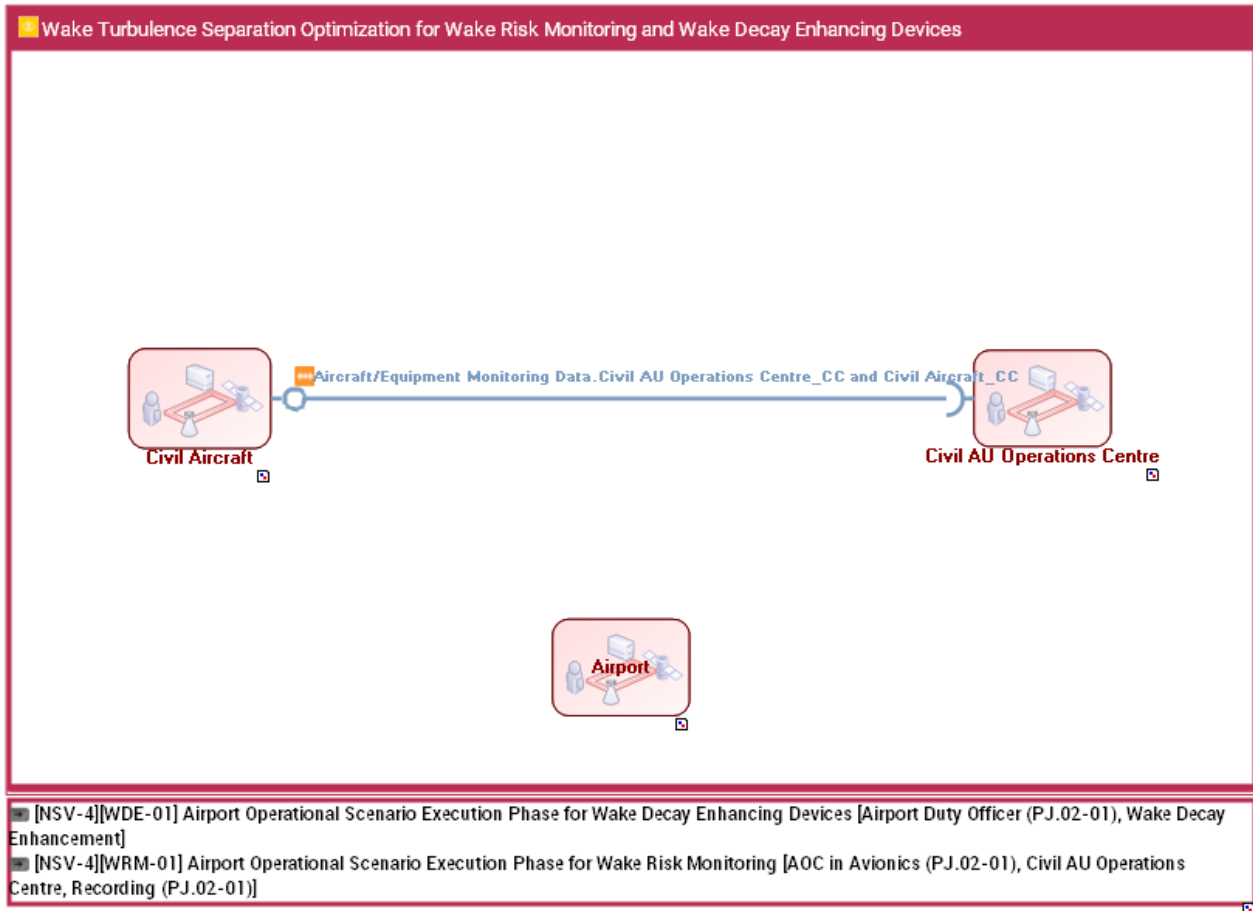 Wake Turbulence Separation Optimization for Wake Risk Monitoring and Wake Decay Enhancing Devices
Aircraft/Equipment Monitoring Data.Civil AU Operations Centre_CC and Civil Aircraft_CC
Civil Aircraft
Civil AU Operations Centre
Airport
[NSV-4][WDE-01] Airport Operational Scenario Execution Phase for Wake Decay Enhancing Devices [Airport Duty Officer (PJ.02-01), Wake Decay
Enhancement]
[NSV-4][WRM-01] Airport Operational Scenario Execution Phase for Wake Risk Monitoring [AOC in Avionics (PJ.02-01), Civil AU Operations
Centre, Recording (PJ.02-01)]